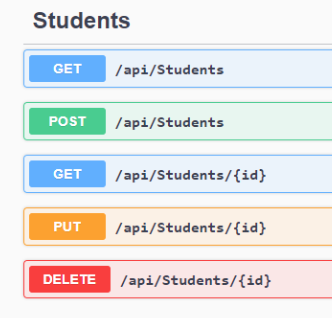 Students
GET /api/Students
POST /api/Students
GET /api/Students/{id}
PUT /api/Students/{id}
DELETE /api/Students/{id}